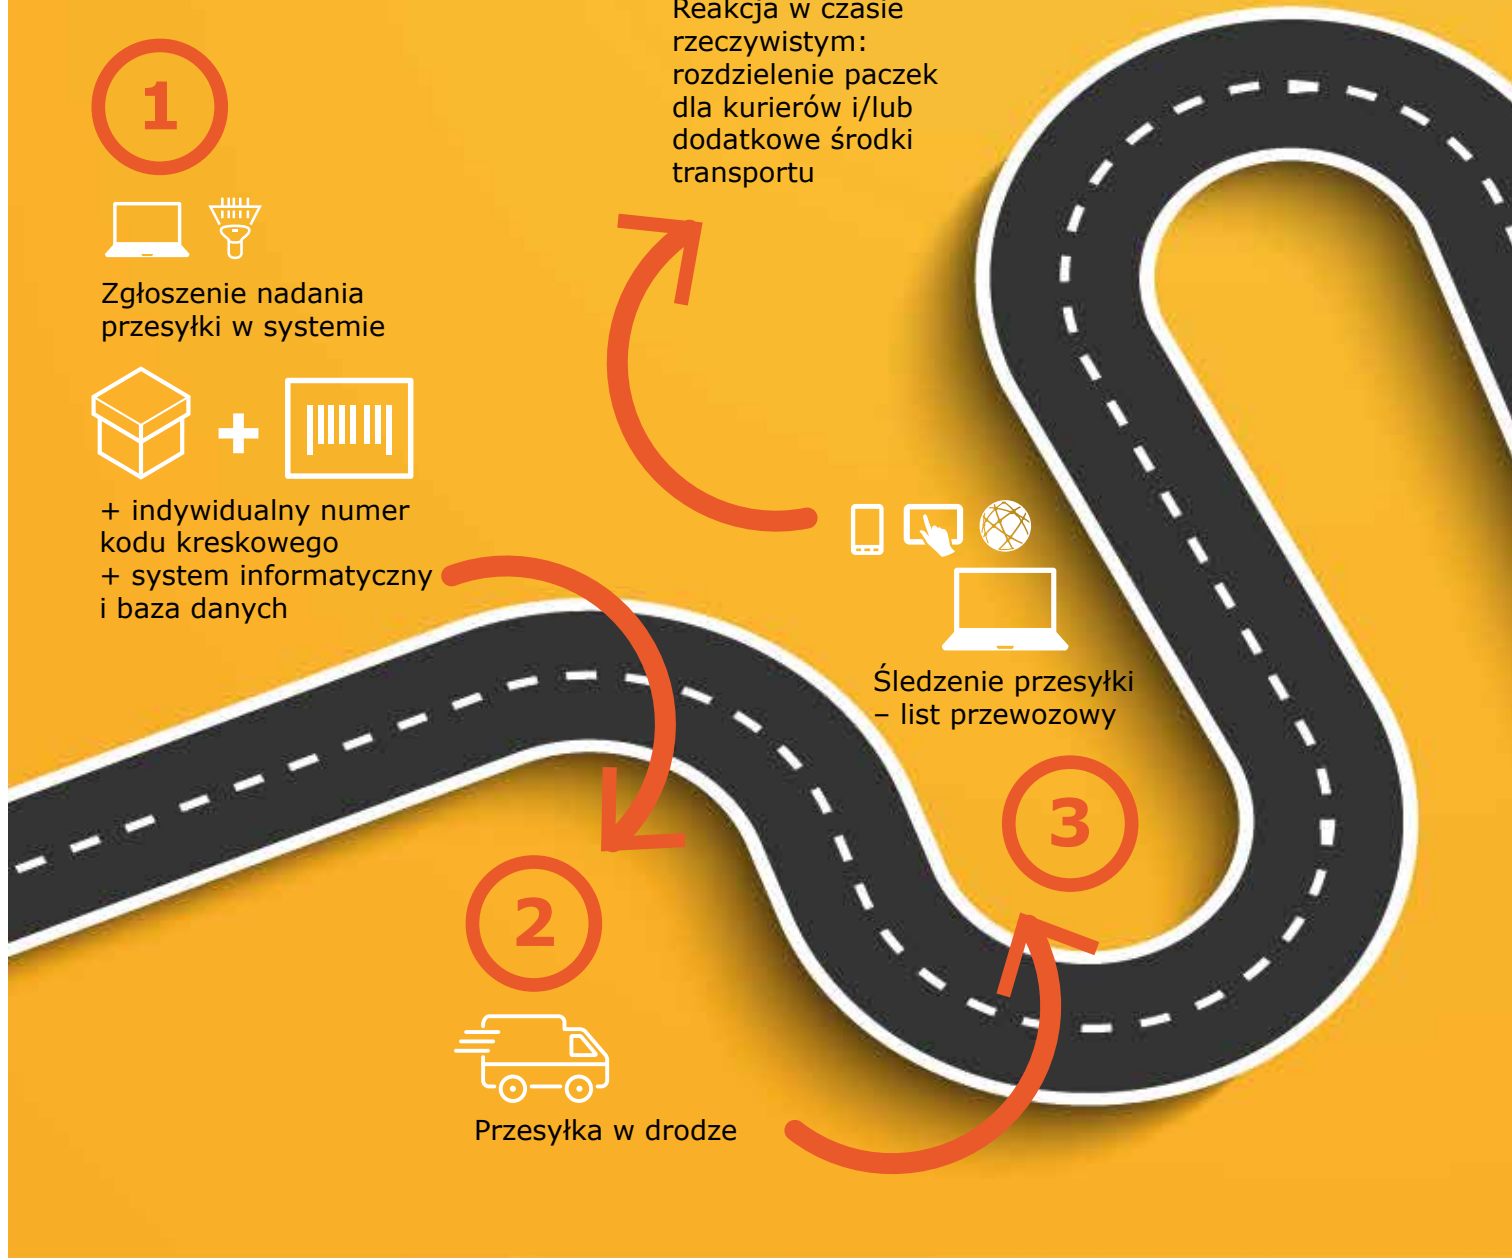 1
Zgłoszenie nadania
przesyłki w systemie
+ indywidualny numer
kodu kreskowego
+ system informatyczny
i baza danych
2
Przesyłka w drodze
Śledzenie przesyłki
– list przewozowy
3
Reakcja w czasie
rzeczywistym:
rozdzielenie paczek
dla kurierów i/lub
dodatkowe środki
transportu